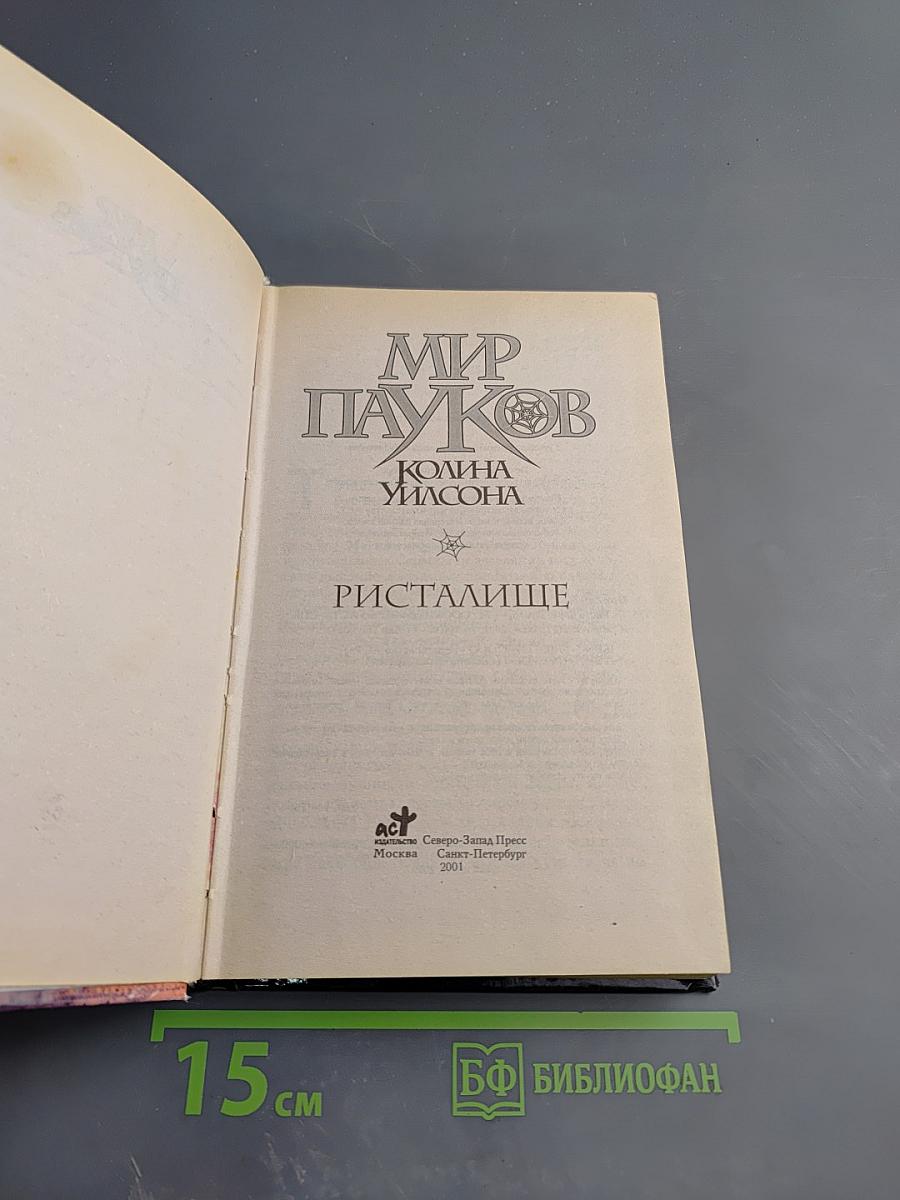 МИР
ПАУКОВ
КОЛИНА
УИЛСОНА
РИСТАЛИЩЕ
аст
ИЗДАТЕЛЬСТВО Северо-Запад Пресс
Москва Санкт-Петербург
2001
15 см
БФ БИБЛИОФАН